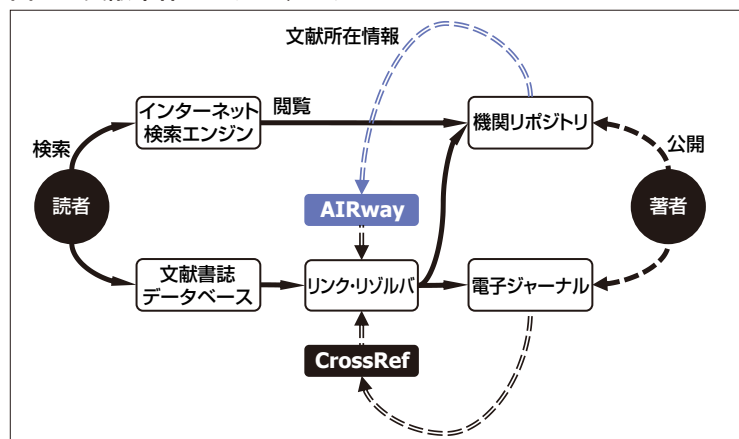 文献所在情報
インターネット
検索エンジン
閲覧
機関リポジトリ
検索
公開
読者
AIRway
著者
文献書誌
データベース
リンク・リゾルバ
電子ジャーナル
CrossRef